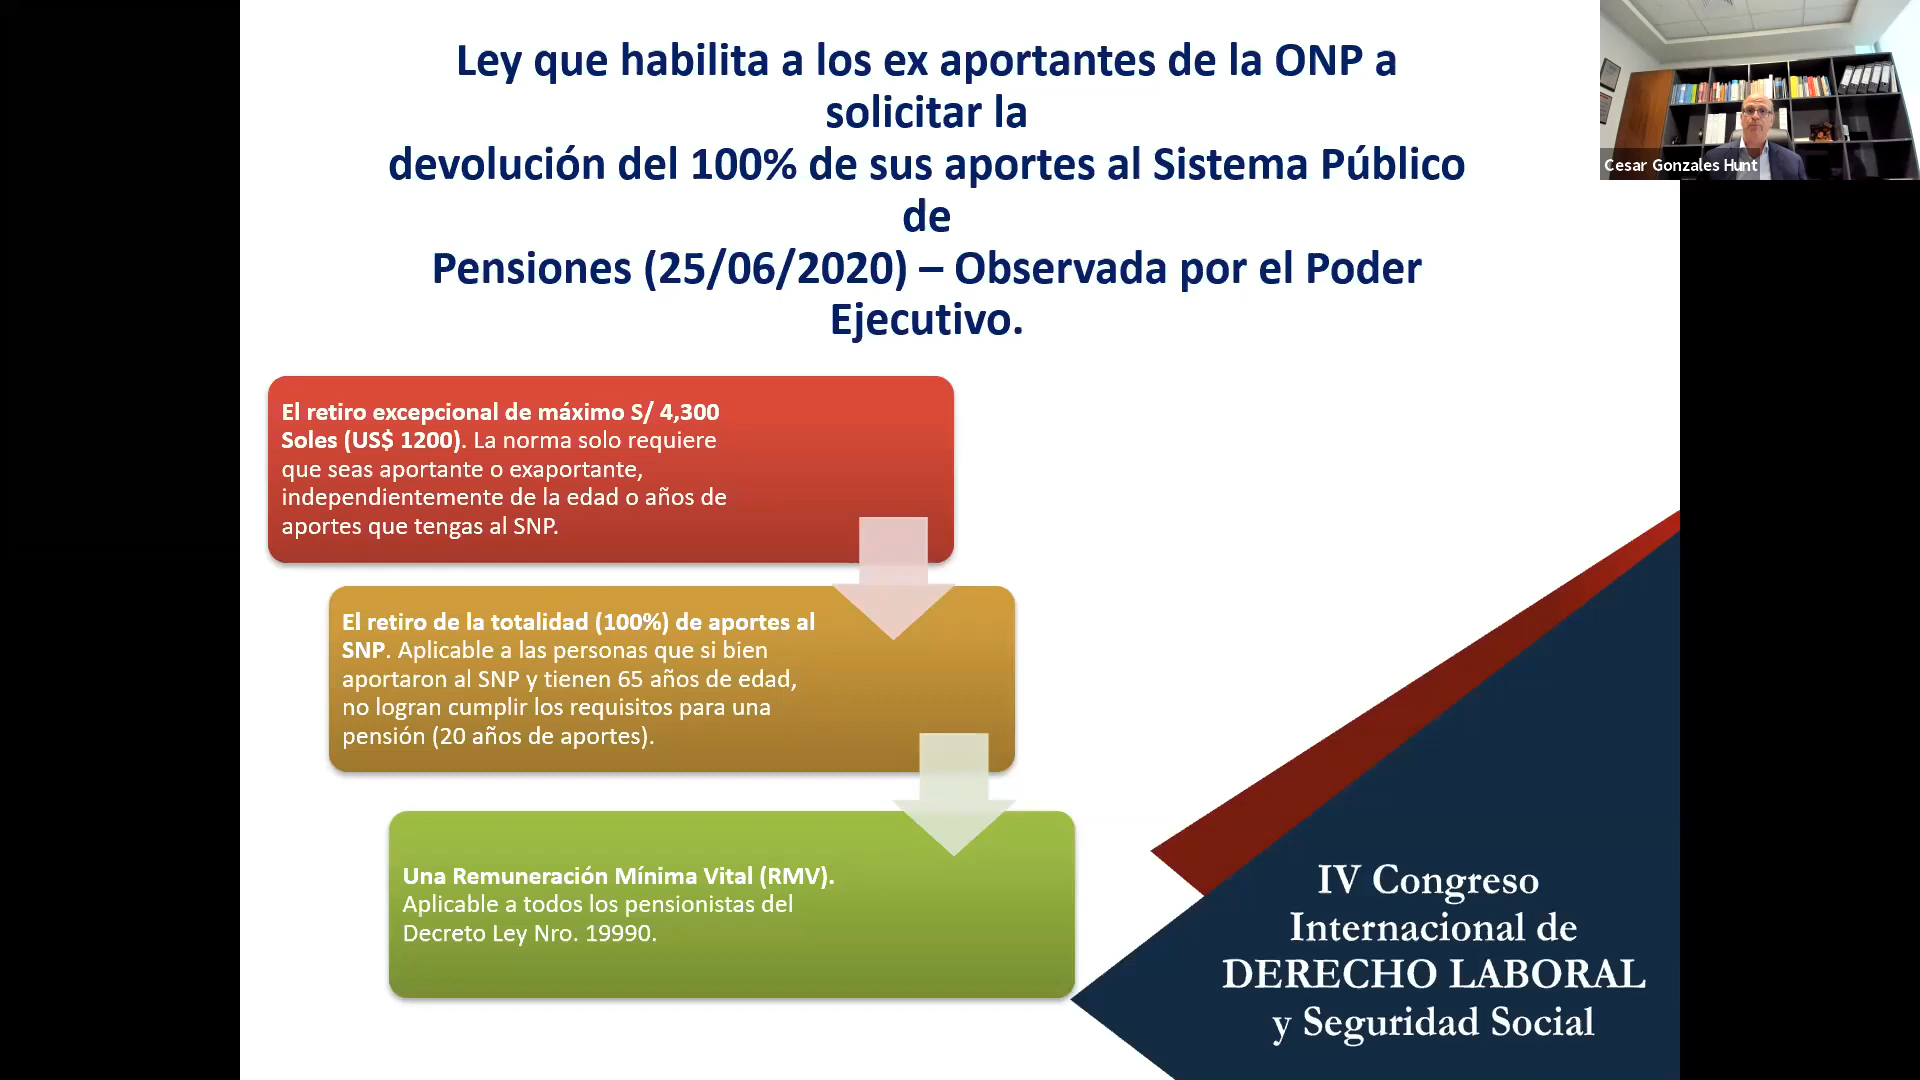 Ley que habilita a los ex aportantes de la ONP a
solicitar la
devolución del 100% de sus aportes al Sistema Público
de
Pensiones (25/06/2020) – Observada por el Poder
Ejecutivo.
Cesar Gonzales Hunt
El retiro excepcional de máximo S/ 4,300
Soles (US$ 1200). La norma solo requiere
que seas aportante o exaportante,
independientemente de la edad o años de
aportes que tengas al SNP.
El retiro de la totalidad (100%) de aportes al
SNP. Aplicable a las personas que si bien
aportaron al SNP y tienen 65 años de edad,
no logran cumplir los requisitos para una
pensión (20 años de aportes).
Una Remuneración Mínima Vital (RMV).
Aplicable a todos los pensionistas del
Decreto Ley Nro. 19990.
IV Congreso
Internacional de
DERECHO LABORAL
y Seguridad Social